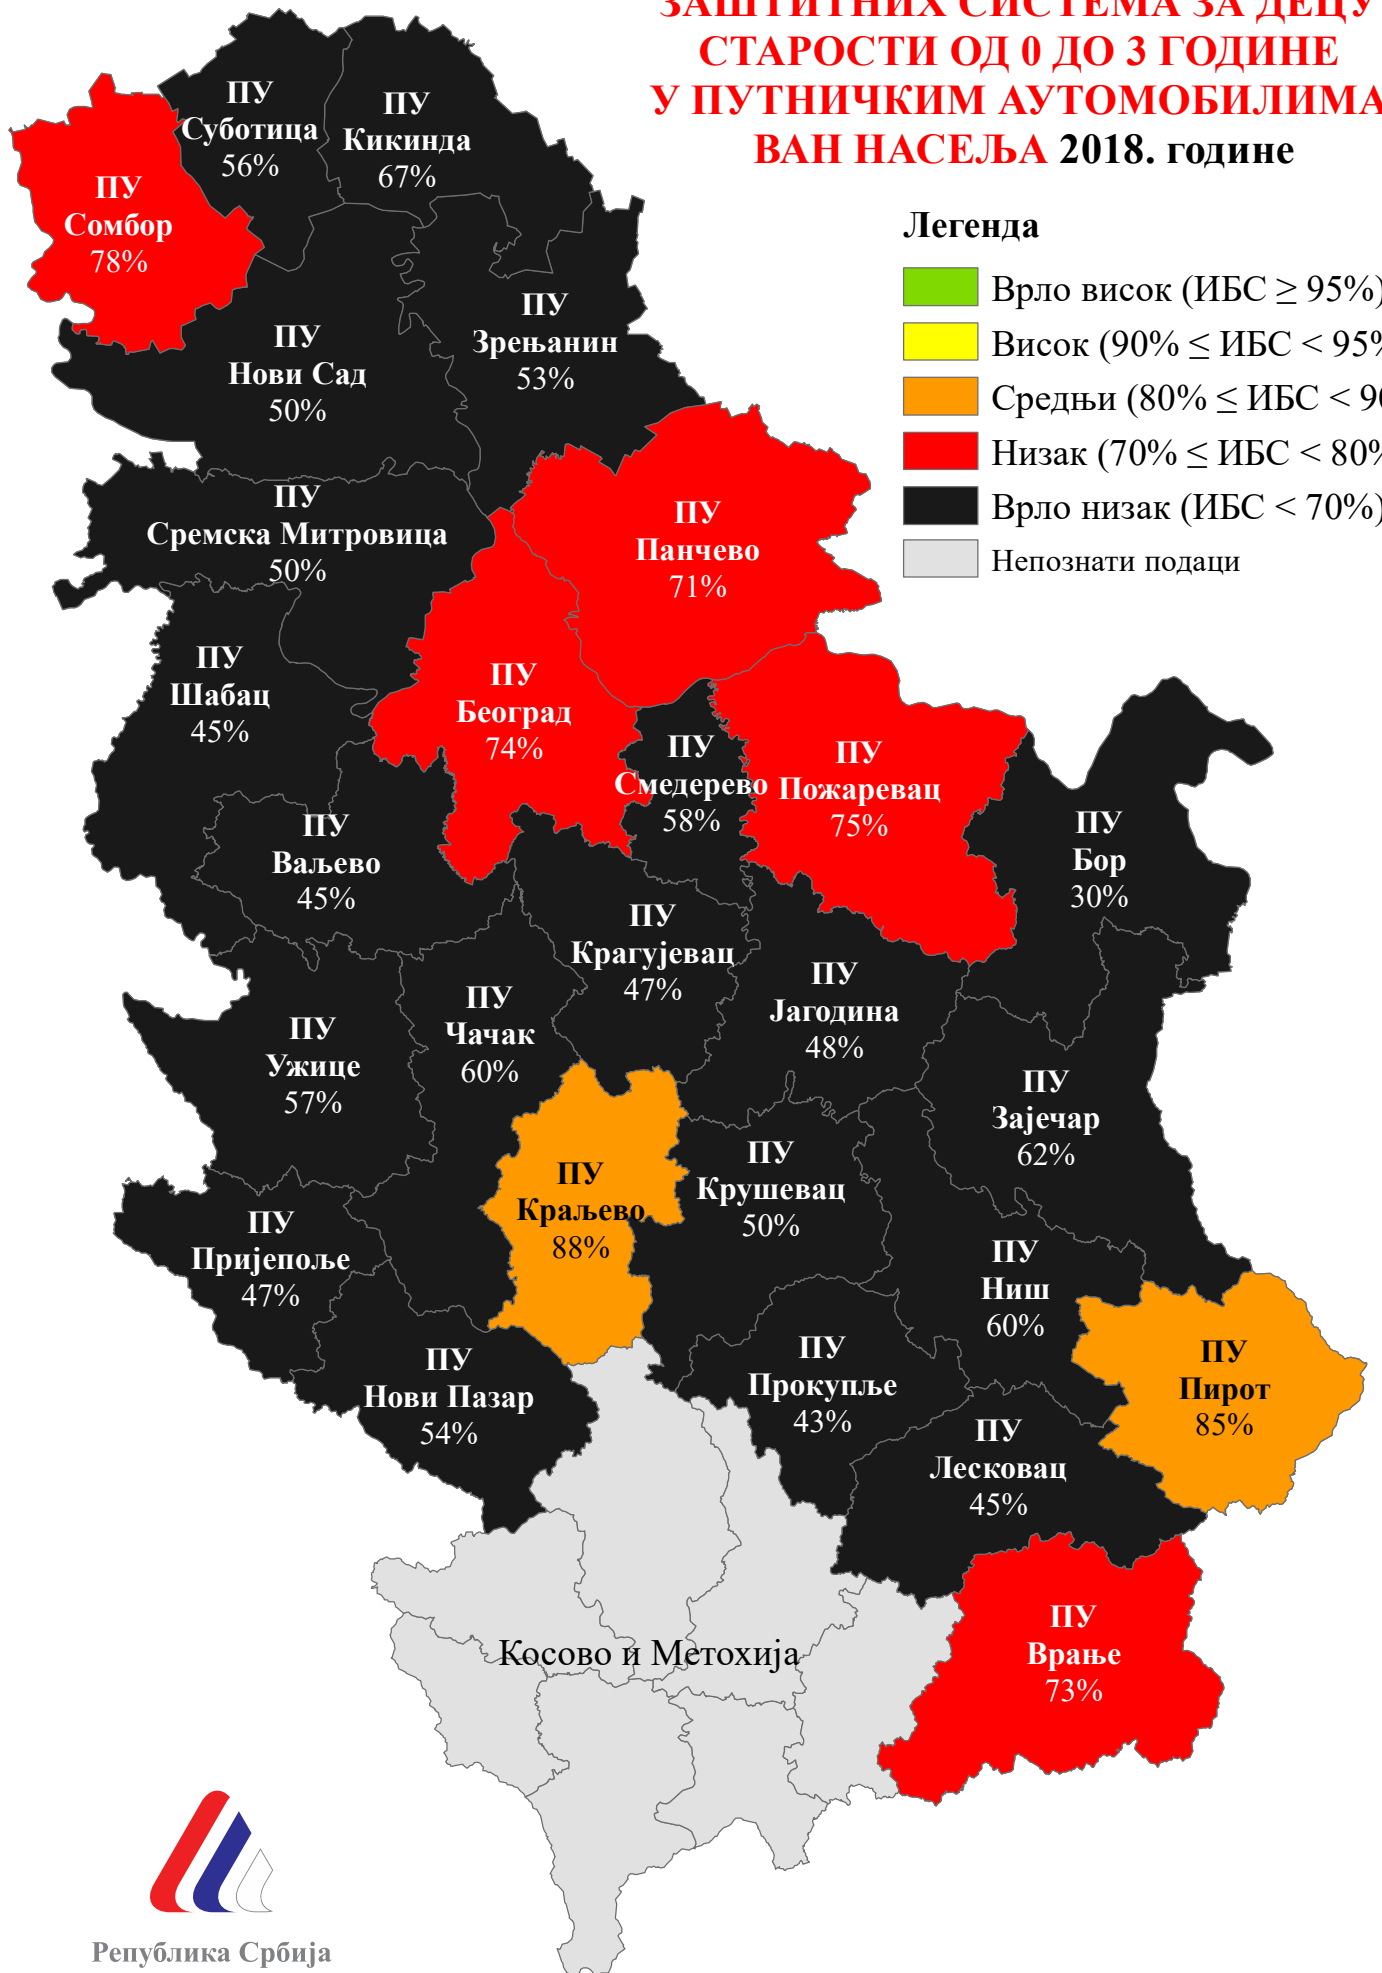 ЗАШТИТНИХ СИСТЕМА ЗА ДЕЦУ
СТАРОСТИ ОД 0 ДО 3 ГОДИНЕ
У ПУТНИЧКИМ АУТОМОБИЛИМА
ВАН НАСЕЉА 2018. године
Легенда
Врло висок (ИБС ≥ 95%)
Висок (90% ≤ ИБС < 95%
Средњи (80% ≤ ИБС < 90
Низак (70% ≤ ИБС < 80%
Врло низак (ИБС < 70%)
Непознати подаци
ПУ
Суботица
56%
ПУ
Кикинда
67%
ПУ
Сомбор
78%
ПУ
Зрењанин
53%
ПУ
Нови Сад
50%
ПУ
Сремска Митровица
50%
ПУ
Панчево
71%
ПУ
Шабац
45%
ПУ
Београд
74%
ПУ
Смедерево
58%
ПУ
Пожаревац
75%
ПУ
Бор
30%
ПУ
Ваљево
45%
ПУ
Крагујевац
47%
ПУ
Јагодина
48%
ПУ
Чачак
60%
ПУ
Ужице
57%
ПУ
Зајечар
62%
ПУ
Краљево
88%
ПУ
Крушевац
50%
ПУ
Пријепоље
47%
ПУ
Ниш
60%
ПУ
Пирот
85%
ПУ
Прокупље
43%
ПУ
Нови Пазар
54%
ПУ
Лесковац
45%
ПУ
Врање
73%
Косово и Метохија
Република Србија